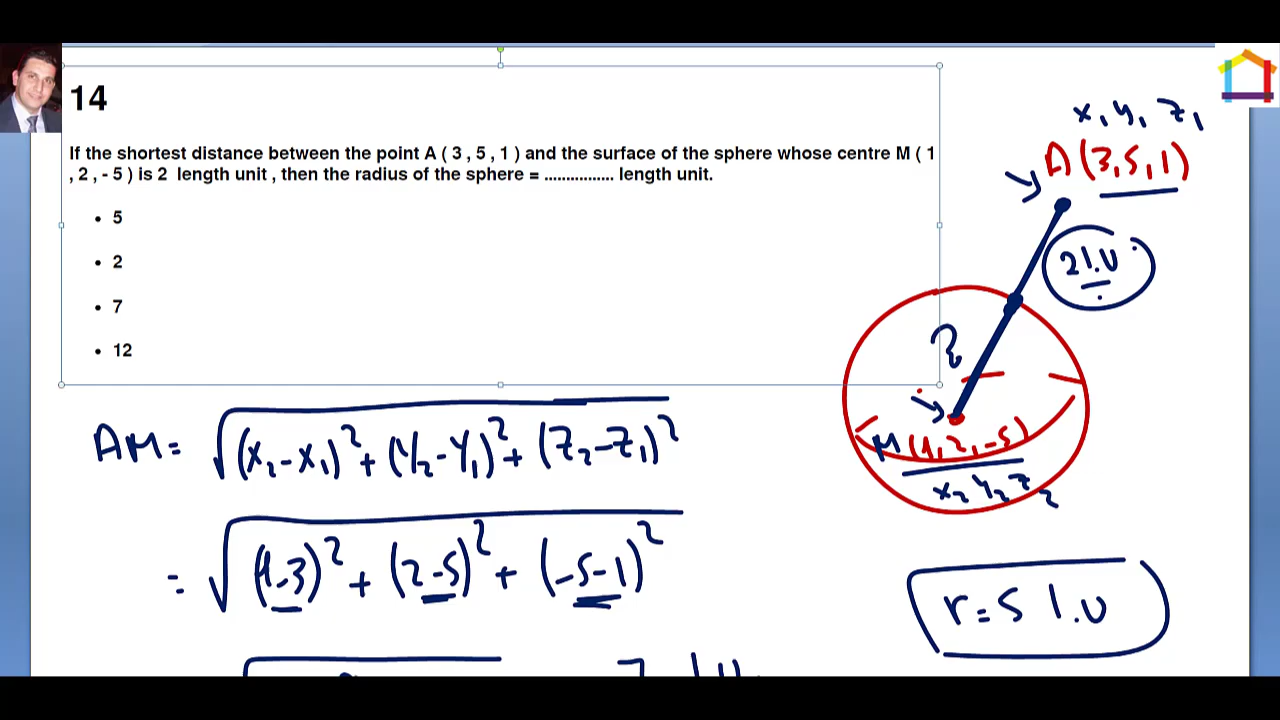 14
If the shortest distance between the point A ( 3 , 5 , 1 ) and the surface of the sphere whose centre M ( 1
, 2 , - 5 ) is 2 length unit , then the radius of the sphere = ................ length unit.
• 5
• 2
• 7
• 12
x₁ y₁ z₁
A (3,5,1)
2 l.u
?
M (1,2,-5)
x₂ y₂ z₂
AM = √(x₂-x₁)² + (y₂-y₁)² + (z₂-z₁)²
= √(1-3)² + (2-5)² + (-5-1)²
r = 5 l.u